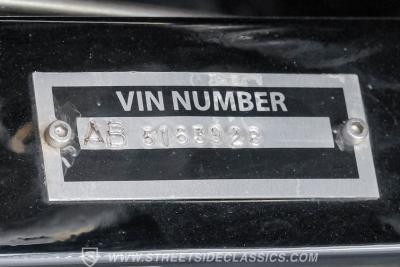 VIN NUMBER
AB 5165928
WWW.STREETSIDECLASSICS.COM